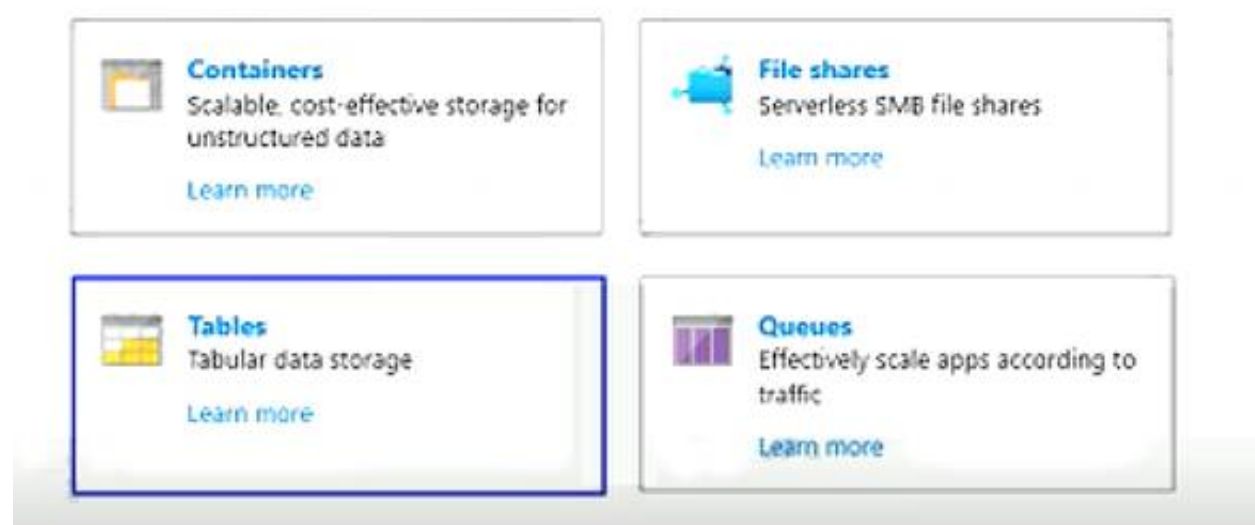 Containers
Scalable, cost-effective storage for
unstructured data
Learn more
File shares
Serverless SMB file shares
Learn more
Tables
Tabular data storage
Learn more
Queues
Effectively scale apps according to
traffic
Learn more